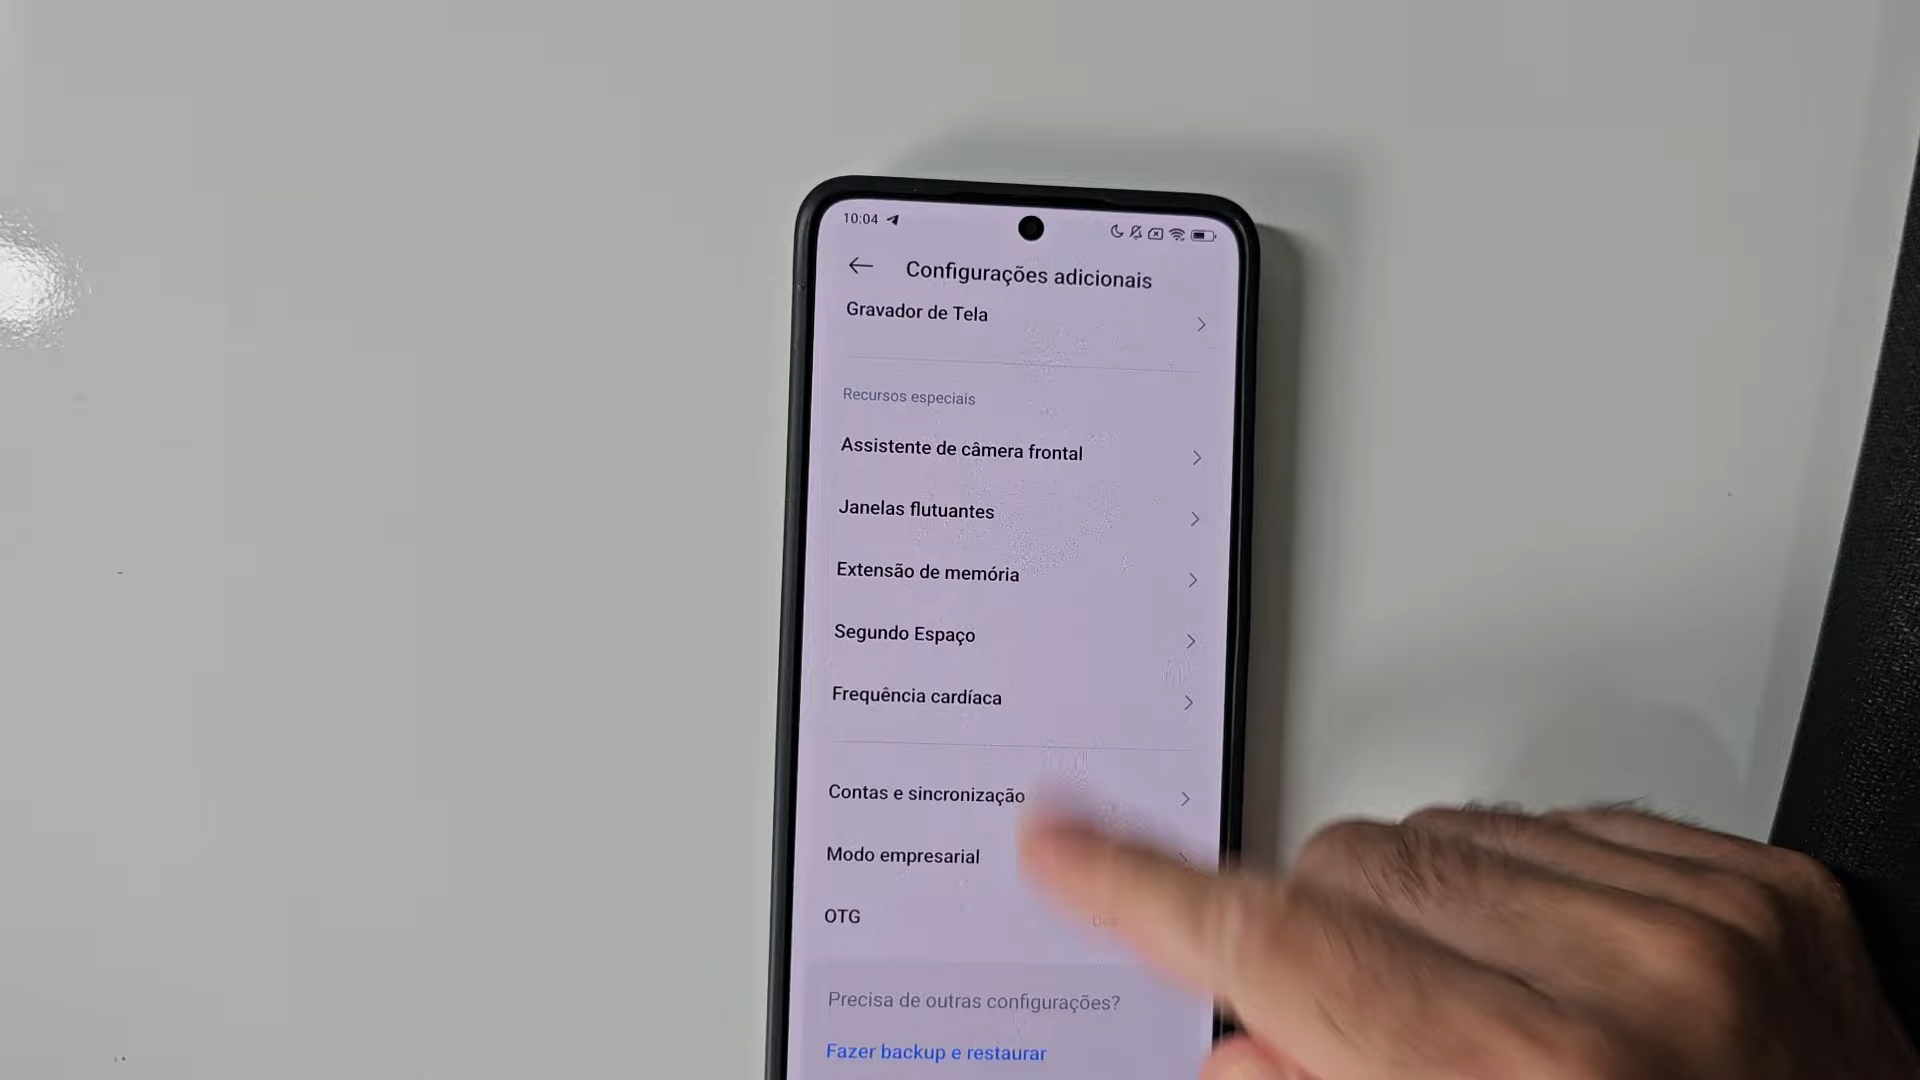 10:04
Configurações adicionais
Gravador de Tela
Recursos especiais
Assistente de câmera frontal
Janelas flutuantes
Extensão de memória
Segundo Espaço
Frequência cardíaca
Contas e sincronização
Modo empresarial
OTG
Precisa de outras configurações?
Fazer backup e restaurar